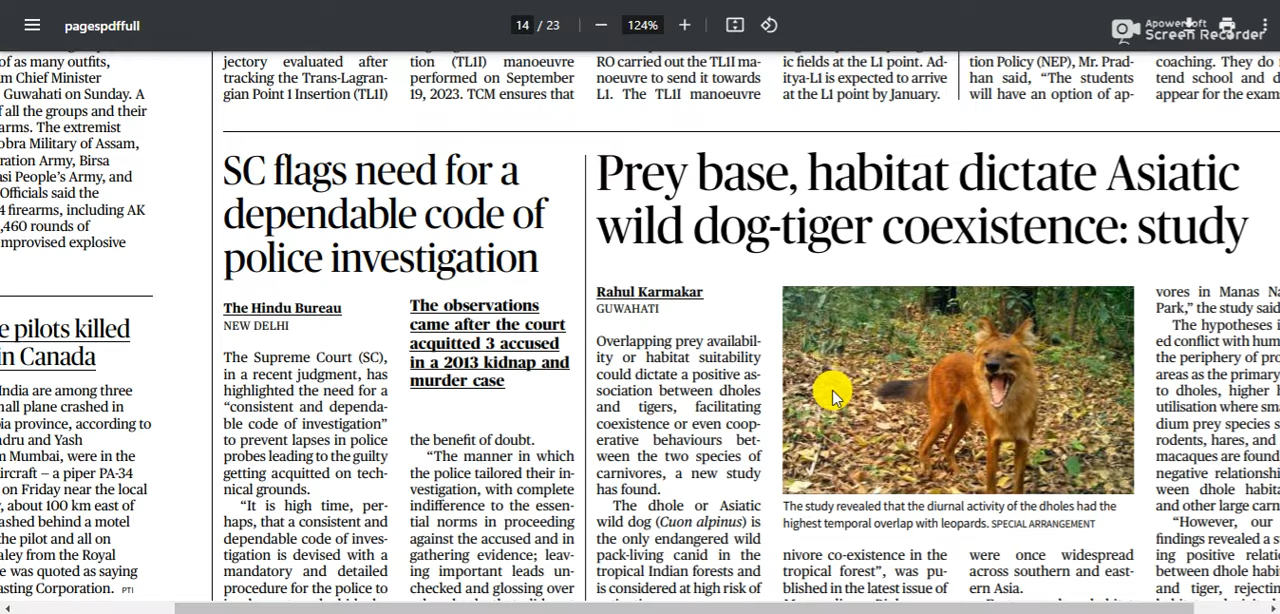 pagespdfful
14 / 23
124%
Apowersoft
Screen Recorder
of as many outfits,
m Chief Minister
Guwahati on Sunday. A
f all the groups and their
arms. The extremist
obra Military of Assam,
ration Army, Birsa
asi People's Army, and
Officials said the
4 firearms, including AK
,460 rounds of
mprovised explosive
e pilots killed
in Canada
India are among three
mall plane crashed in
bia province, according to
ndru and Yash
m Mumbai, were in the
ircraft – a piper PA-34
on Friday near the local
, about 100 km east of
ashed behind a motel
the pilot and all on
aley from the Royal
e was quoted as saying
asting Corporation. PTI
jectory evaluated after
tracking the Trans-Lagran-
gian Point 1 Insertion (TL1I)
tion (TL1I) manoeuvre
performed on September
19, 2023. TCM ensures that
RO carried out the TL1I ma-
noeuvre to send it towards
L1. The TL1I manoeuvre
ic fields at the L1 point. Ad-
itya-L1 is expected to arrive
at the L1 point by January.
tion Policy (NEP), Mr. Prad-
han said, “The students
will have an option of ap-
coaching. They do
tend school and d
appear for the exam
SC flags need for a
dependable code of
police investigation
The Hindu Bureau
NEW DELHI
The Supreme Court (SC),
in a recent judgment, has
highlighted the need for a
“consistent and dependa-
ble code of investigation”
to prevent lapses in police
probes leading to the guilty
getting acquitted on tech-
nical grounds.
“It is high time, per-
haps, that a consistent and
dependable code of inves-
tigation is devised with a
mandatory and detailed
procedure for the police to
The observations
came after the court
acquitted 3 accused
in a 2013 kidnap and
murder case
the benefit of doubt.
“The manner in which
the police tailored their in-
vestigation, with complete
indifference to the essen-
tial norms in proceeding
against the accused and in
gathering evidence; leav-
ing important leads un-
checked and glossing over
Prey base, habitat dictate Asiatic
wild dog-tiger coexistence: study
Rahul Karmakar
GUWAHATI
Overlapping prey availabil-
ity or habitat suitability
could dictate a positive as-
sociation between dholes
and tigers, facilitating
coexistence or even coop-
erative behaviours bet-
ween the two species of
carnivores, a new study
has found.
The dhole or Asiatic
wild dog (Cuon alpinus) is
the only endangered wild
pack-living canid in the
tropical Indian forests and
is considered at high risk of
The study revealed that the diurnal activity of the dholes had the
highest temporal overlap with leopards. SPECIAL ARRANGEMENT
nivore co-existence in the
tropical forest”, was pu-
blished in the latest issue of
were once widespread
across southern and east-
ern Asia.
vores in Manas Na
Park,” the study said
The hypotheses i
ed conflict with hum
the periphery of pro
areas as the primary
to dholes, higher h
utilisation where sm
dium prey species s
rodents, hares, and
macaques are found
negative relationshi
ween dhole habita
and other large carn
“However, our
findings revealed a s
ing positive relatio
between dhole habit
and tiger, rejecting